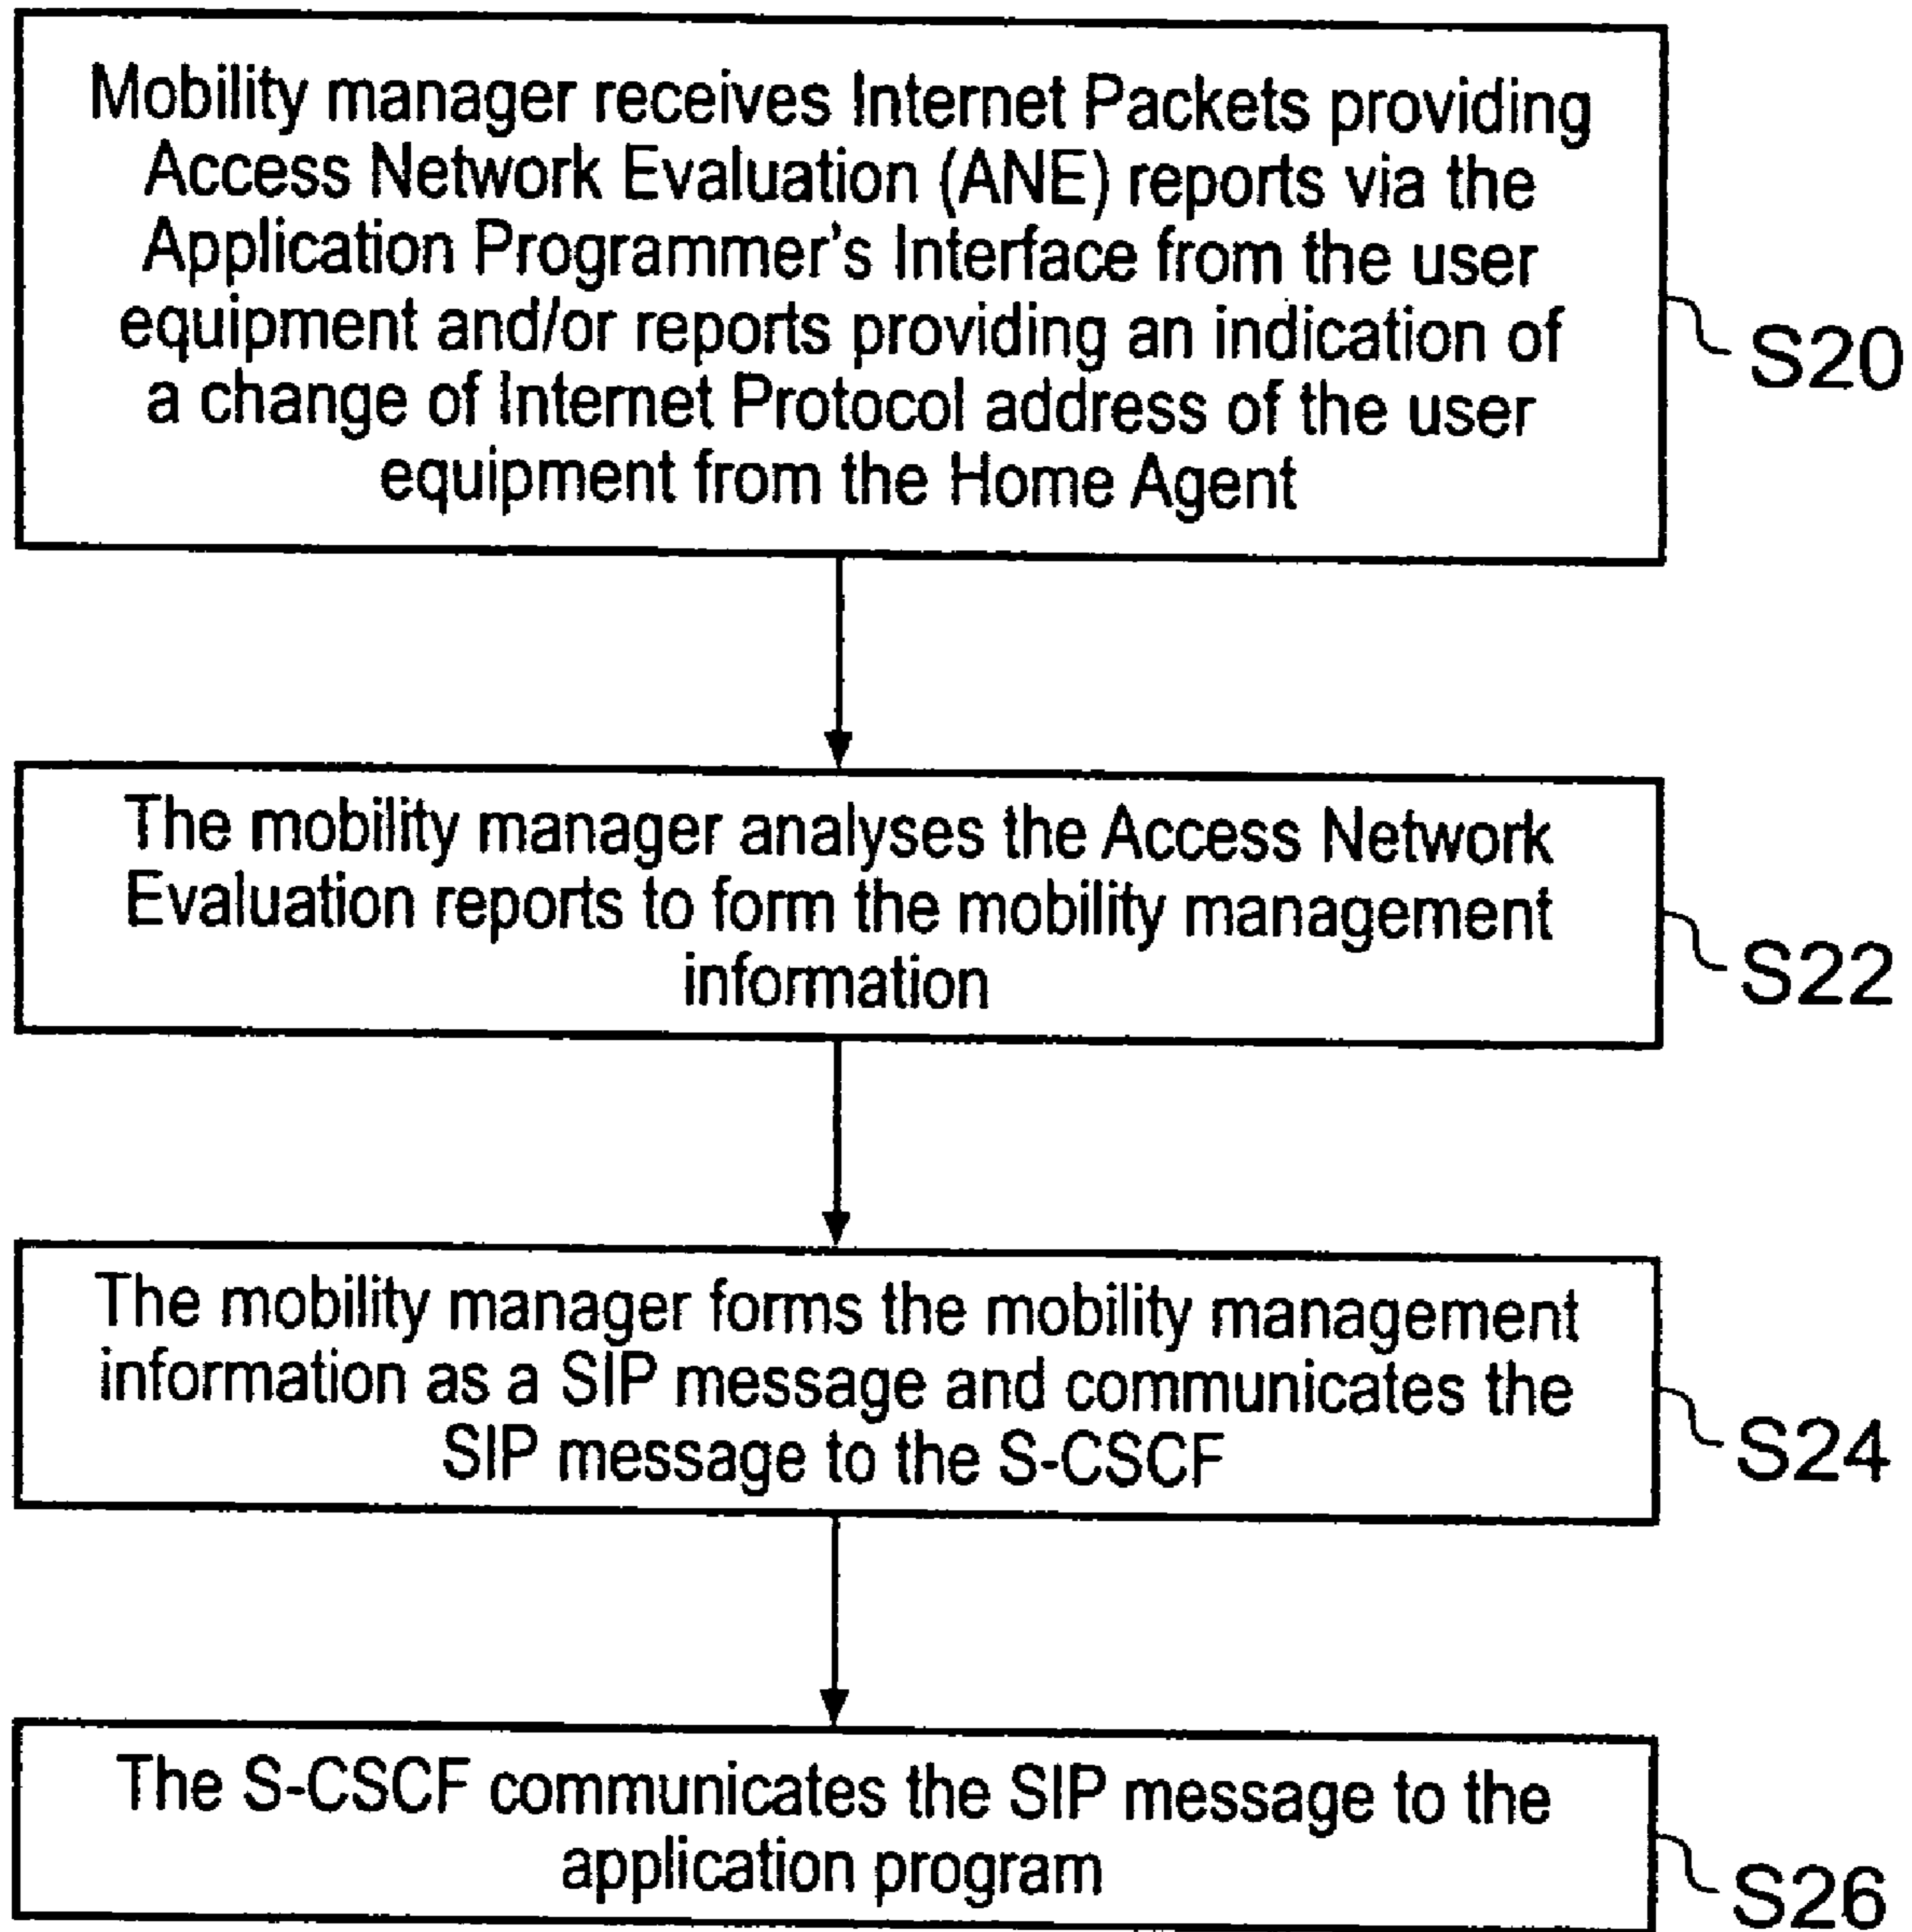 Mobility manager receives Internet Packets providing
Access Network Evaluation (ANE) reports via the
Application Programmer's Interface from the user
equipment and/or reports providing an indication of
a change of Internet Protocol address of the user
equipment from the Home Agent
S20
The mobility manager analyses the Access Network
Evaluation reports to form the mobility management
information
S22
The mobility manager forms the mobility management
information as a SIP message and communicates the
SIP message to the S-CSCF
S24
The S-CSCF communicates the SIP message to the
application program
S26